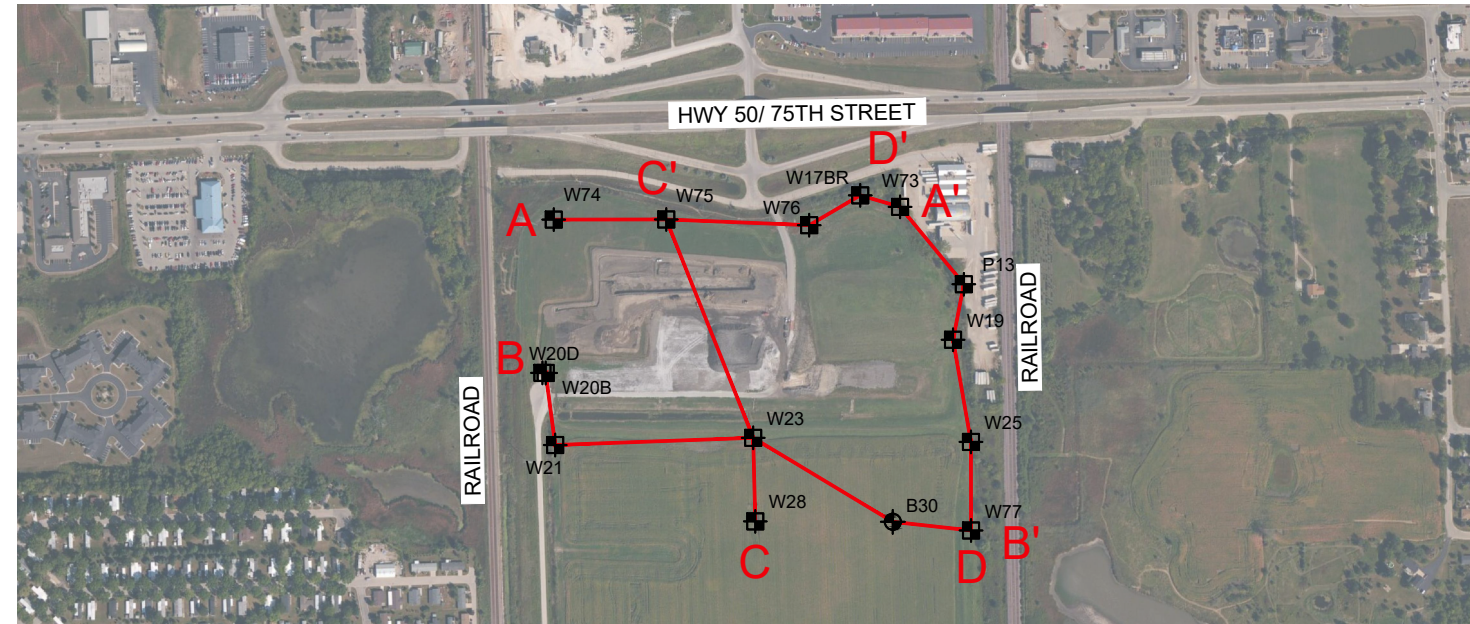 HWY 50/ 75TH STREET
D'
C'
W17BR
W73
A'
W74
W75
A
W76
P13
W19
RAILROAD
B
W20D
W20B
RAILROAD
W23
W25
W21
W28
B30
W77
C
D
B'